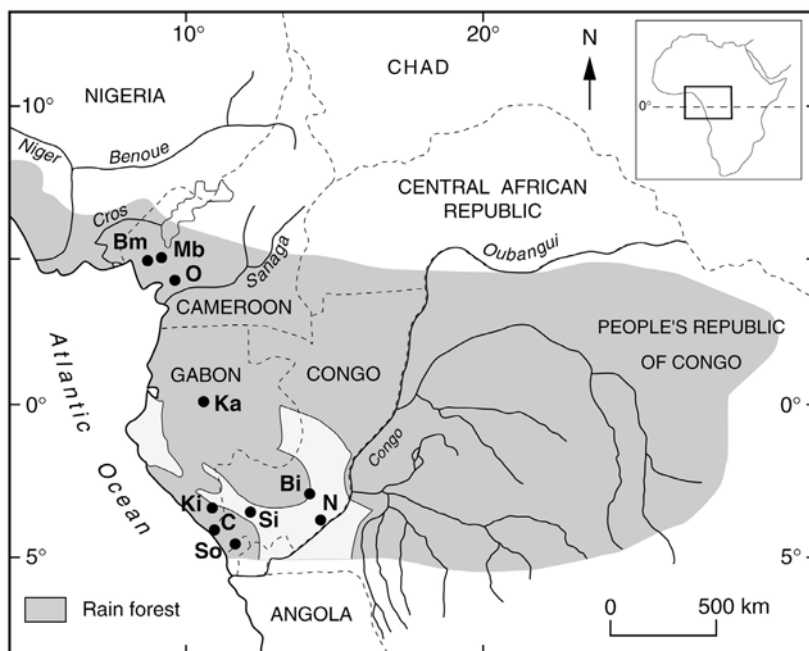 10°
20°
N
CHAD
NIGERIA
10°
0°
Niger
Benoue
CENTRAL AFRICAN
REPUBLIC
Cros
Bm
Mb
Sanaga
Oubangui
O
CAMEROON
PEOPLE'S REPUBLIC
OF CONGO
Atlantic
Ocean
GABON
CONGO
0°
Ka
0°
Congo
Bi
N
Ki
C
Si
So
5°
5°
Rain forest
ANGOLA
0
500 km